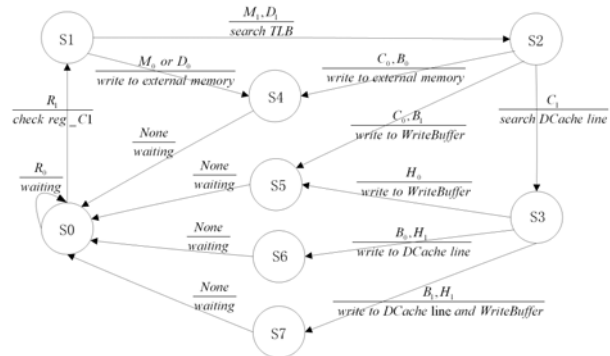 M₁, D₁
search TLB
S1
S2
M₀ or D₀
write to external memory
C₀, B₀
write to external memory
S4
R₁
check reg_C1
C₁
search DCache line
C₀, B₁
write to WriteBuffer
None
waiting
R₀
waiting
None
waiting
S5
H₀
write to WriteBuffer
S0
S3
None
waiting
S6
B₀, H₁
write to DCache line
None
waiting
B₁, H₁
write to DCache line and WriteBuffer
S7